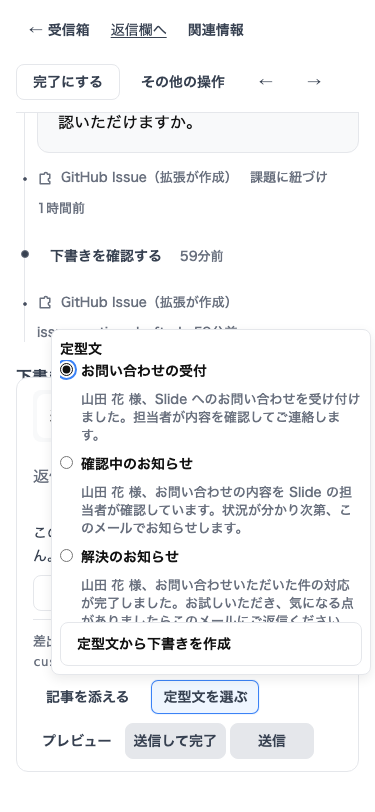 ← 受信箱 返信欄へ 関連情報
完了にする その他の操作 ← →
認いただけますか。
GitHub Issue（拡張が作成） 課題に紐づけ
1時間前
下書きを確認する 59分前
GitHub Issue（拡張が作成）
定型文
お問い合わせの受付
山田 花 様、Slide へのお問い合わせを受け付け
ました。担当者が内容を確認してご連絡しま
す。
確認中のお知らせ
山田 花 様、お問い合わせの内容を Slide の担
当者が確認しています。状況が分かり次第、こ
のメールでお知らせします。
解決のお知らせ
山田 花 様、お問い合わせいただいた件の対応
が完了しました。お試しいただき、気になる点
がありましたらこのメールにご返信ください
定型文から下書きを作成
記事を添える 定型文を選ぶ
プレビュー 送信して完了 送信